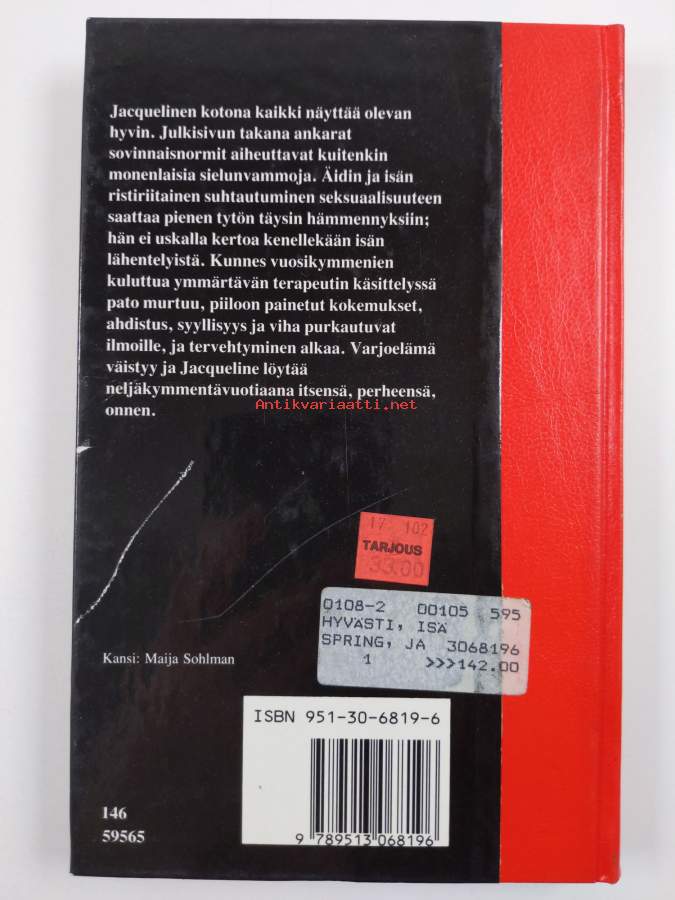 Jacquelinen kotona kaikki näyttää olevan
hyvin. Julkisivun takana ankarat
sovinnaisnormit aiheuttavat kuitenkin
monenlaisia sielunvammoja. Äidin ja isän
ristiriitainen suhtautuminen seksuaalisuuteen
saattaa pienen tytön täysin hämmennyksiin;
hän ei uskalla kertoa kenellekään isän
lähentelyistä. Kunnes vuosikymmenien
kuluttua ymmärtävän terapeutin käsittelyssä
pato murtuu, piiloon painetut kokemukset,
ahdistus, syyllisyys ja viha purkautuvat
ilmoille, ja tervehtyminen alkaa. Varjoelämä
väistyy ja Jacqueline löytää
neljäkymmentävuotiaana itsensä, perheensä,
onnen.
Antikvariaatti.net
17 102
TARJOUS
33.00
0108-2 00105 595
HYVÄSTI, ISÄ
SPRING, JA 3068196
1 >>>142.00
Kansi: Maija Sohlman
ISBN 951-30-6819-6
146
59565
9 789513 068196